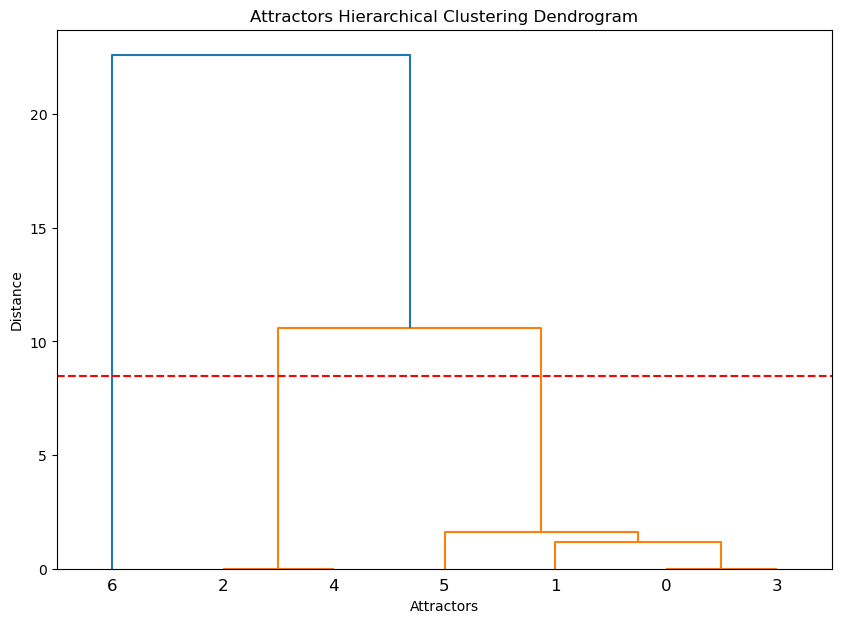 Attractors Hierarchical Clustering Dendrogram
20
15
10
5
0
Distance
6 2 4 5 1 0 3
Attractors